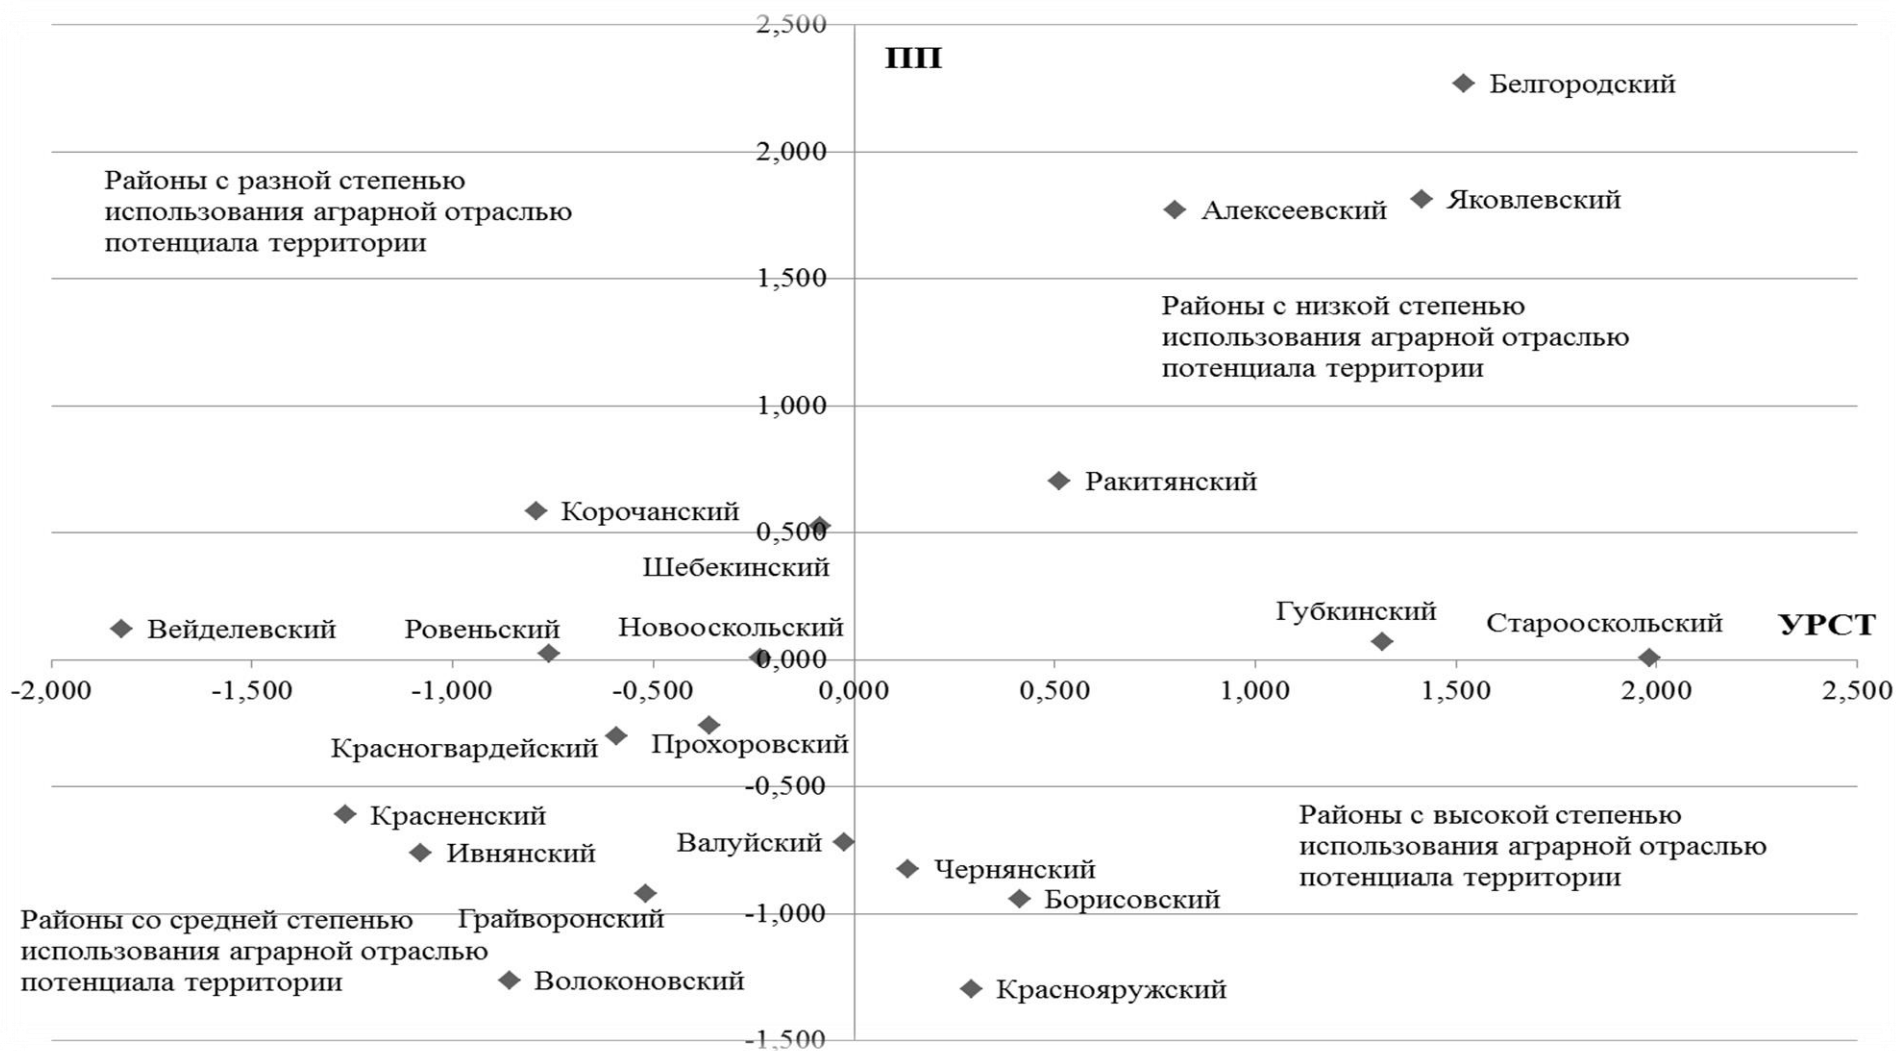 2,500
ПП
Белгородский
2,000
Районы с разной степенью
использования аграрной отраслью
потенциала территории
Алексеевский
Яковлевский
1,500
Районы с низкой степенью
использования аграрной отраслью
потенциала территории
1,000
Ракитянский
Корочанский
0,500
Шебекинский
Вейделевский
Ровеньский
Новооскольский
Губкинский
Старооскольский
УРСТ
0,000
-2,000 -1,500 -1,000 -0,500 0,000 0,500 1,000 1,500 2,000 2,500
Красногвардейский
Прохоровский
-0,500
Красненский
Ивнянский
Валуйский
Чернянский
Борисовский
Районы с высокой степенью
использования аграрной отраслью
потенциала территории
Районы со средней степенью
использования аграрной отраслью
потенциала территории
Грайворонский
-1,000
Волоконовский
Краснояружский
-1,500